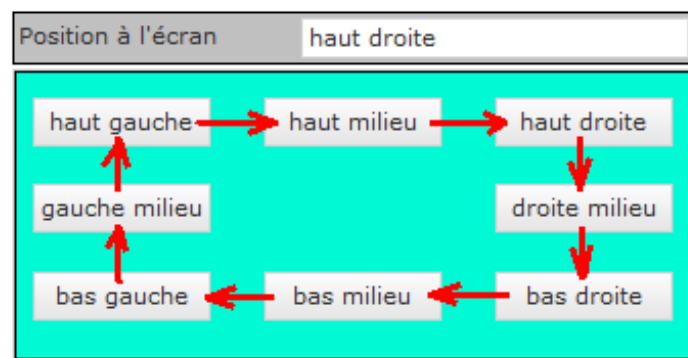 Position à l'écran haut droite
haut gauche haut milieu haut droite
gauche milieu droite milieu
bas gauche bas milieu bas droite